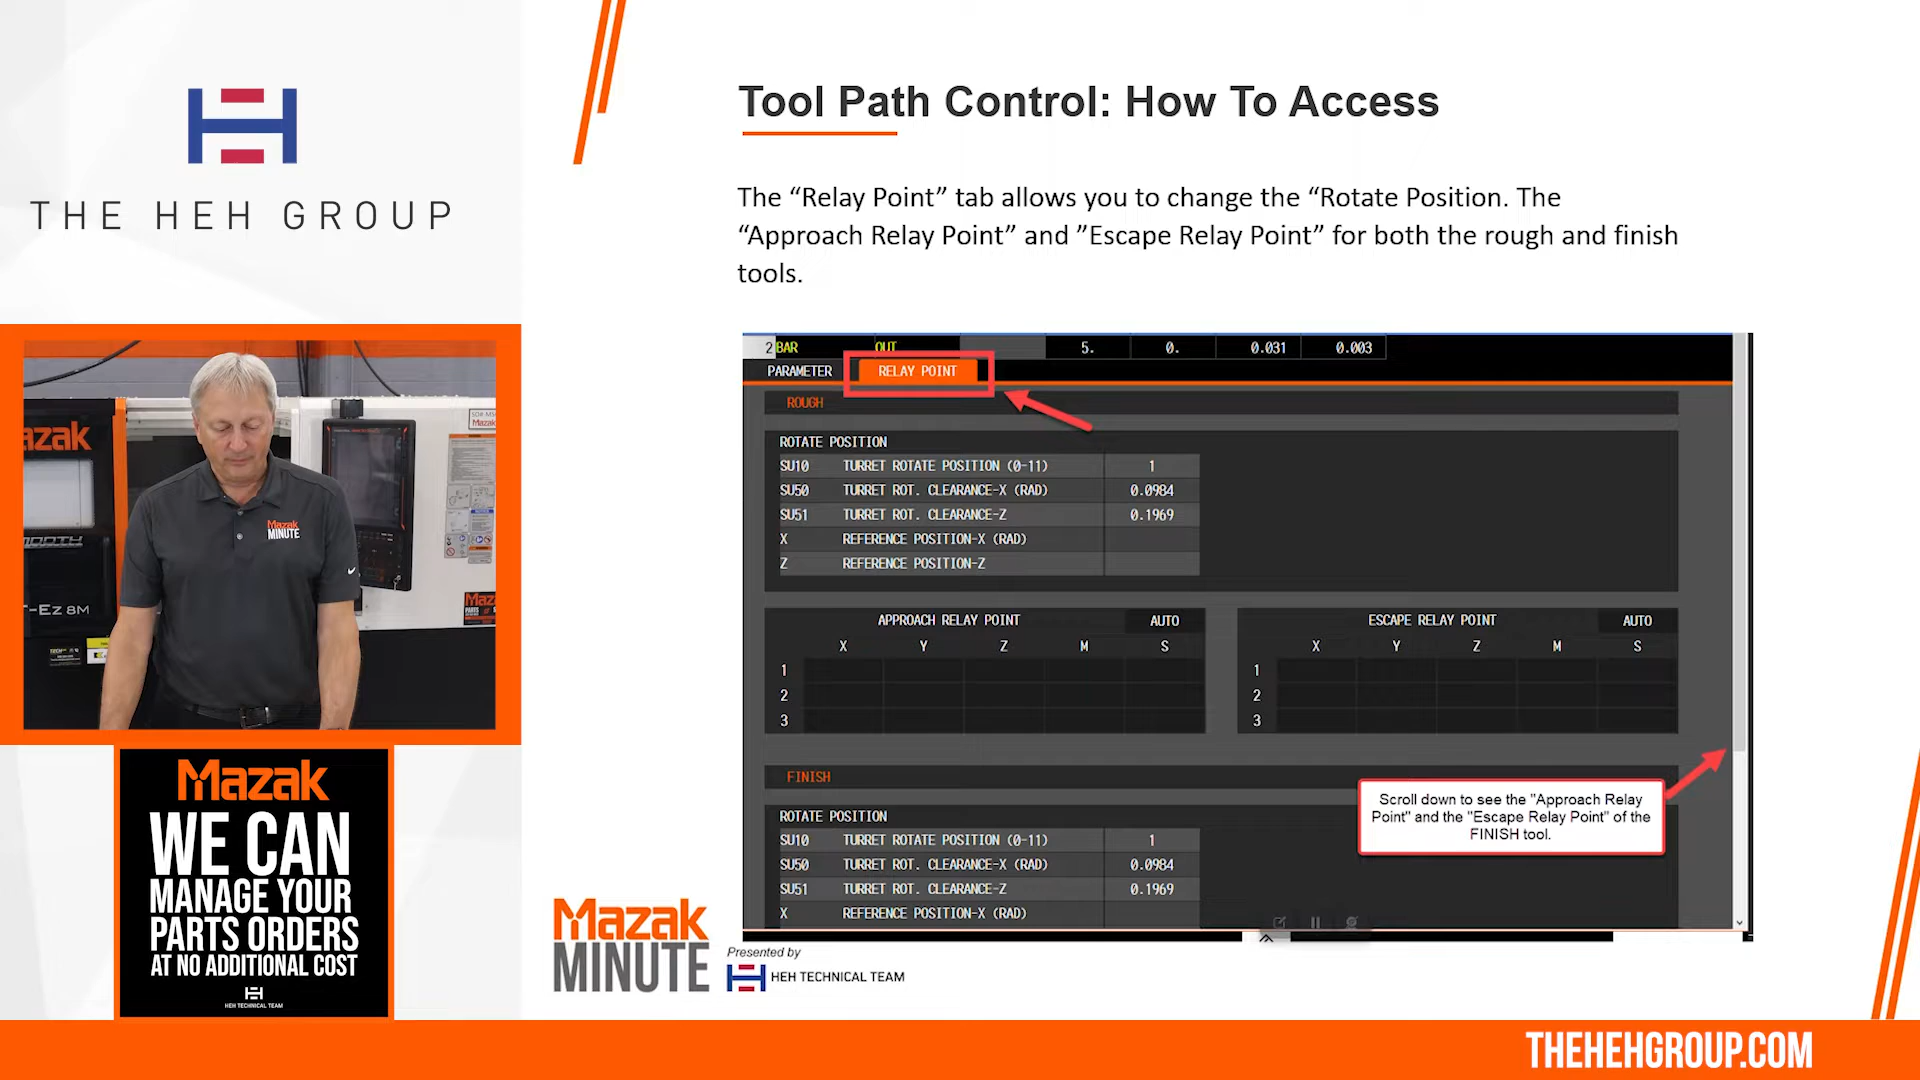 THE HEH GROUP
Tool Path Control: How To Access
The “Relay Point” tab allows you to change the “Rotate Position. The
“Approach Relay Point” and ”Escape Relay Point” for both the rough and finish
tools.
2 BAR OUT 5. 0. 0.031 0.003
PARAMETER RELAY POINT
ROUGH
ROTATE POSITION
SU10 TURRET ROTATE POSITION (0-11) 1
SU50 TURRET ROT. CLEARANCE-X (RAD) 0.0984
SU51 TURRET ROT. CLEARANCE-Z 0.1969
X REFERENCE POSITION-X (RAD)
Z REFERENCE POSITION-Z
APPROACH RELAY POINT AUTO
X Y Z M S
1
2
3
ESCAPE RELAY POINT AUTO
X Y Z M S
1
2
3
FINISH
ROTATE POSITION
SU10 TURRET ROTATE POSITION (0-11) 1
SU50 TURRET ROT. CLEARANCE-X (RAD) 0.0984
SU51 TURRET ROT. CLEARANCE-Z 0.1969
X REFERENCE POSITION-X (RAD)
Scroll down to see the "Approach Relay
Point" and the "Escape Relay Point" of the
FINISH tool.
azak
Mazak
MINUTE
OOTH
-Ez 8M
Mazak
WE CAN
MANAGE YOUR
PARTS ORDERS
AT NO ADDITIONAL COST
HEH TECHNICAL TEAM
Mazak
MINUTE
Presented by
HEH TECHNICAL TEAM
THEHEHGROUP.COM